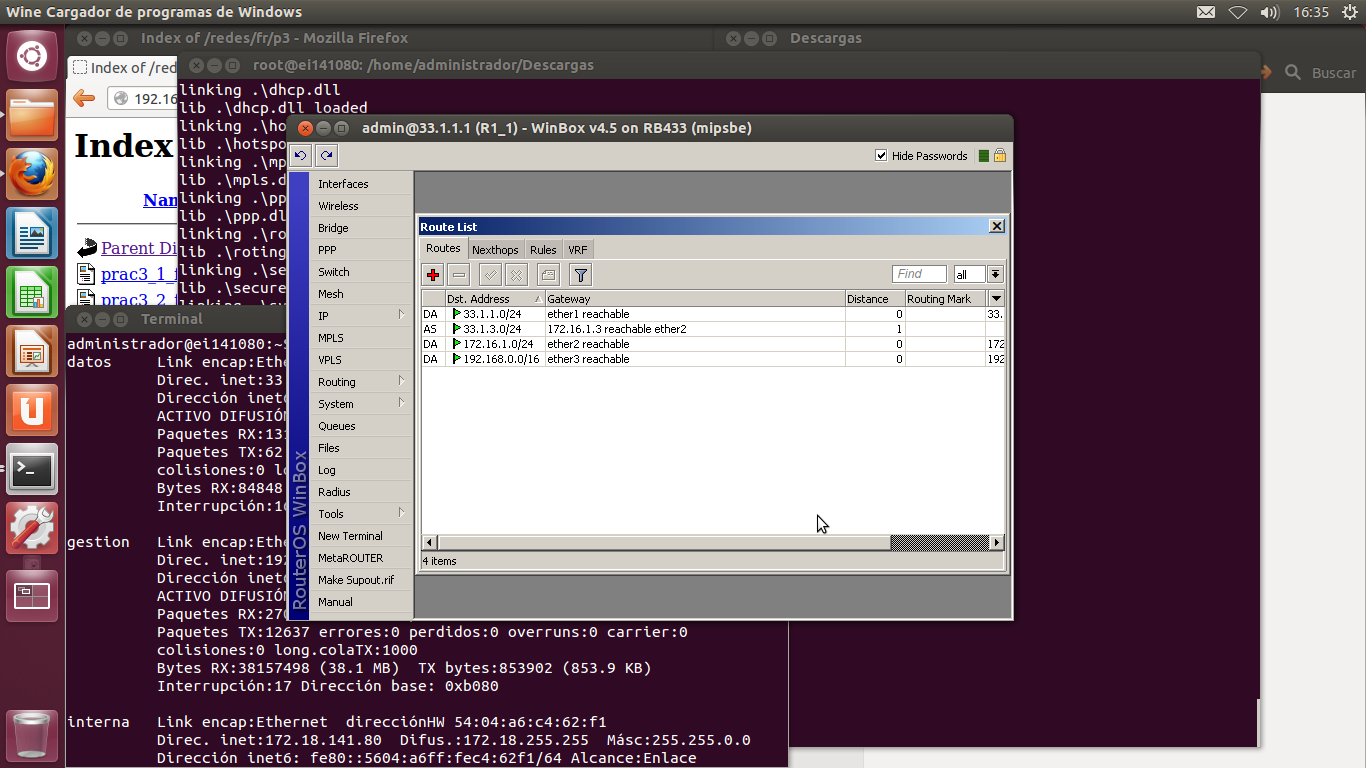 Wine Cargador de programas de Windows
16:35
Index of /redes/fr/p3 - Mozilla Firefox
Descargas
root@ei141080: /home/administrador/Descargas
Index of /red
192.16
Buscar
Index
Nam
Parent Di
prac3_1_f
prac3_2_f
linking .\dhcp.dll
lib .\dhcp.dll loaded
linking .\ho
lib .\hotspo
linking .\mp
lib .\mpls.d
linking .\pp
lib .\ppp.dl
linking .\ro
lib .\roting
linking .\se
lib .\secure
admin@33.1.1.1 (R1_1) - WinBox v4.5 on RB433 (mipsbe)
Hide Passwords
RouterOS WinBox
Interfaces
Wireless
Bridge
PPP
Switch
Mesh
IP
MPLS
VPLS
Routing
System
Queues
Files
Log
Radius
Tools
New Terminal
MetaROUTER
Make Supout.rif
Manual
Route List
Routes Nexthops Rules VRF
Find all
Dst. Address Gateway Distance Routing Mark
DA 33.1.1.0/24 ether1 reachable 0 33.
AS 33.1.3.0/24 172.16.1.3 reachable ether2 1
DA 172.16.1.0/24 ether2 reachable 0 172
DA 192.168.0.0/16 ether3 reachable 0 192
4 items
Terminal
administrador@ei141080:~$
datos Link encap:Ethe
Direc. inet:33
Dirección inet6
ACTIVO DIFUSIÓN
Paquetes RX:131
Paquetes TX:62
colisiones:0 lo
Bytes RX:84848
Interrupción:16
gestion Link encap:Ethe
Direc. inet:192
Dirección inet6
ACTIVO DIFUSIÓN
Paquetes RX:270
Paquetes TX:12637 errores:0 perdidos:0 overruns:0 carrier:0
colisiones:0 long.colaTX:1000
Bytes RX:38157498 (38.1 MB) TX bytes:853902 (853.9 KB)
Interrupción:17 Dirección base: 0xb080
interna Link encap:Ethernet direcciónHW 54:04:a6:c4:62:f1
Direc. inet:172.18.141.80 Difus.:172.18.255.255 Másc:255.255.0.0
Dirección inet6: fe80::5604:a6ff:fec4:62f1/64 Alcance:Enlace